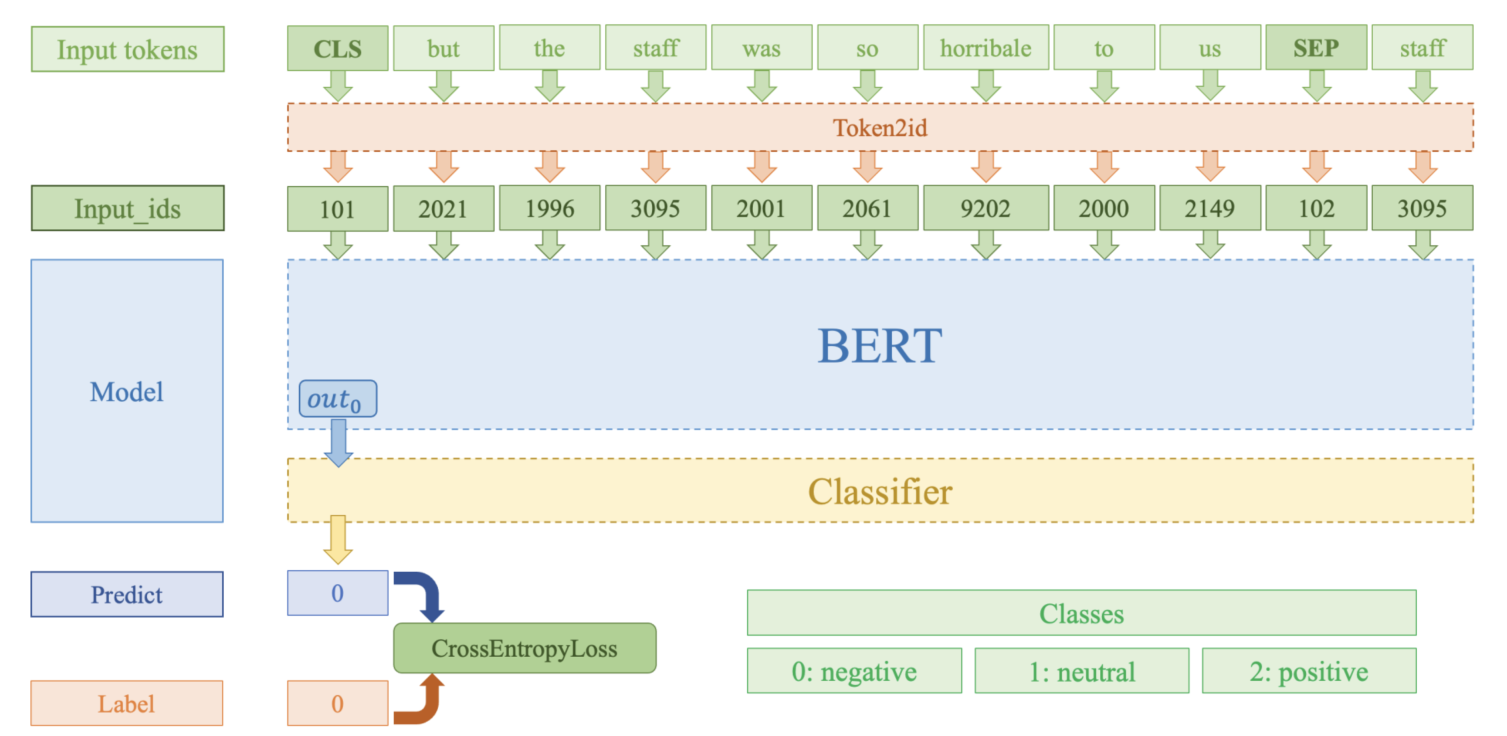 Input tokens CLS but the staff was so horribale to us SEP staff
Token2id
Input_ids 101 2021 1996 3095 2001 2061 9202 2000 2149 102 3095
Model
BERT
out₀
Classifier
Predict 0
CrossEntropyLoss
Label 0
Classes
0: negative 1: neutral 2: positive